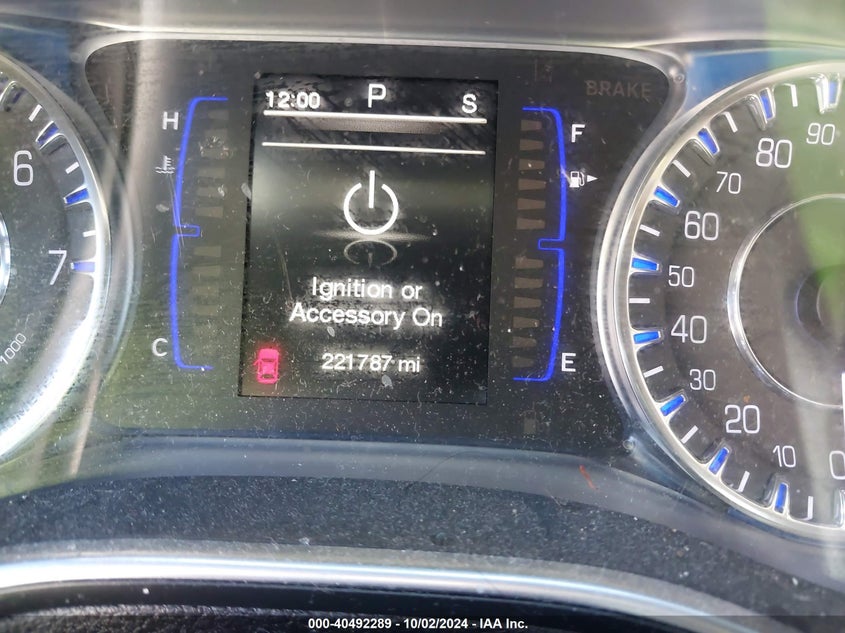 12:00 P S
BRAKE
H
F
C
E
Ignition or
Accessory On
221787 mi
6
7
1000
90
80
70
60
50
40
30
20
10
0
000-40492289 - 10/02/2024 - IAA Inc.